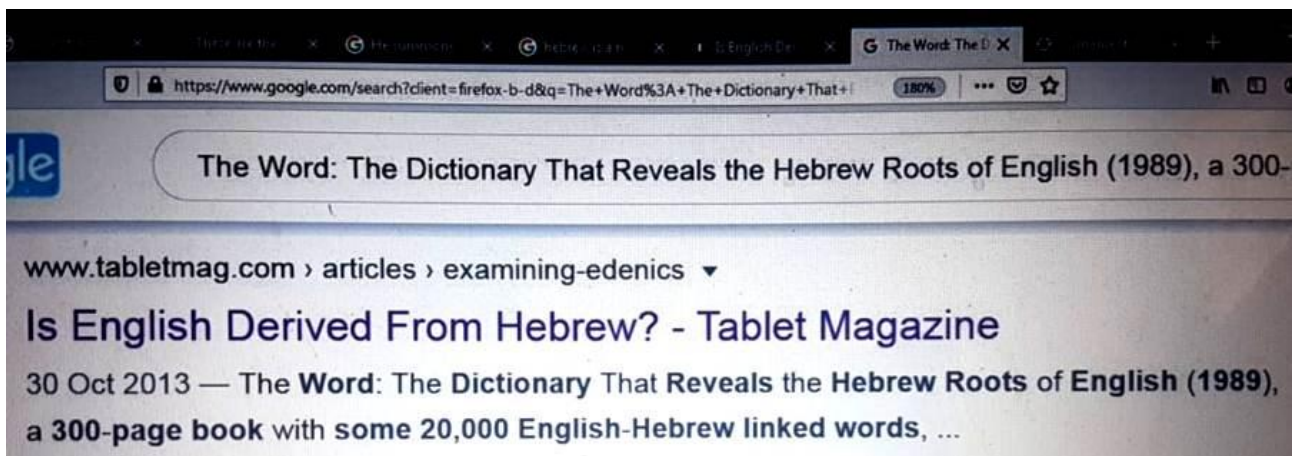 G The Word: The D X
https://www.google.com/search?client=firefox-b-d&q=The+Word%3A+The+Dictionary+That+ 180%
gle
The Word: The Dictionary That Reveals the Hebrew Roots of English (1989), a 300-
www.tabletmag.com › articles › examining-edenics
Is English Derived From Hebrew? - Tablet Magazine
30 Oct 2013 — The Word: The Dictionary That Reveals the Hebrew Roots of English (1989),
a 300-page book with some 20,000 English-Hebrew linked words, ...